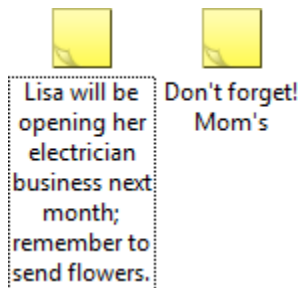 Lisa will be
opening her
electrician
business next
month;
remember to
send flowers.
Don't forget!
Mom's